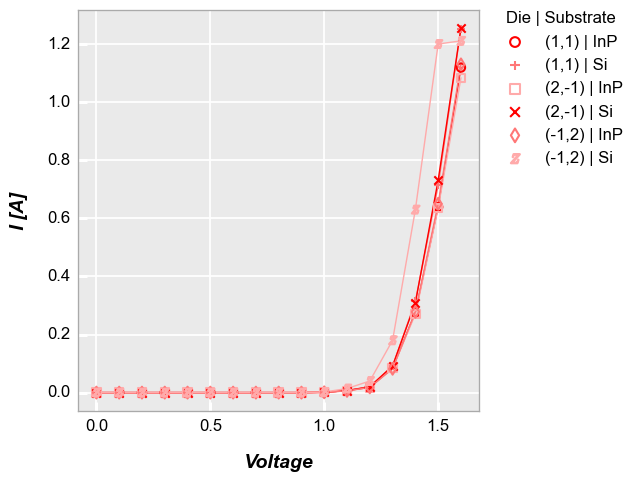 Die | Substrate
(1,1) | InP
(1,1) | Si
(2,-1) | InP
(2,-1) | Si
(-1,2) | InP
(-1,2) | Si
I [A]
1.2
1.0
0.8
0.6
0.4
0.2
0.0
0.0 0.5 1.0 1.5
Voltage